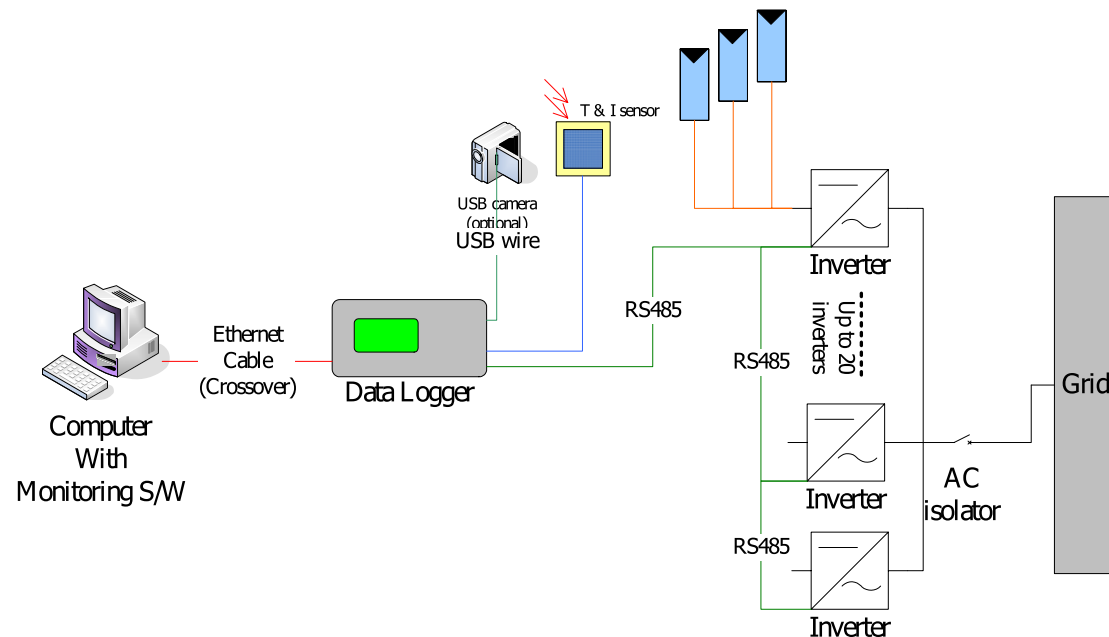 T & I sensor
USB camera
(optional)
USB wire
Inverter
RS485
Up to 20
inverters
Ethernet
Cable
(Crossover)
Data Logger
RS485
Grid
Computer
With
Monitoring S/W
Inverter
AC
isolator
RS485
Inverter